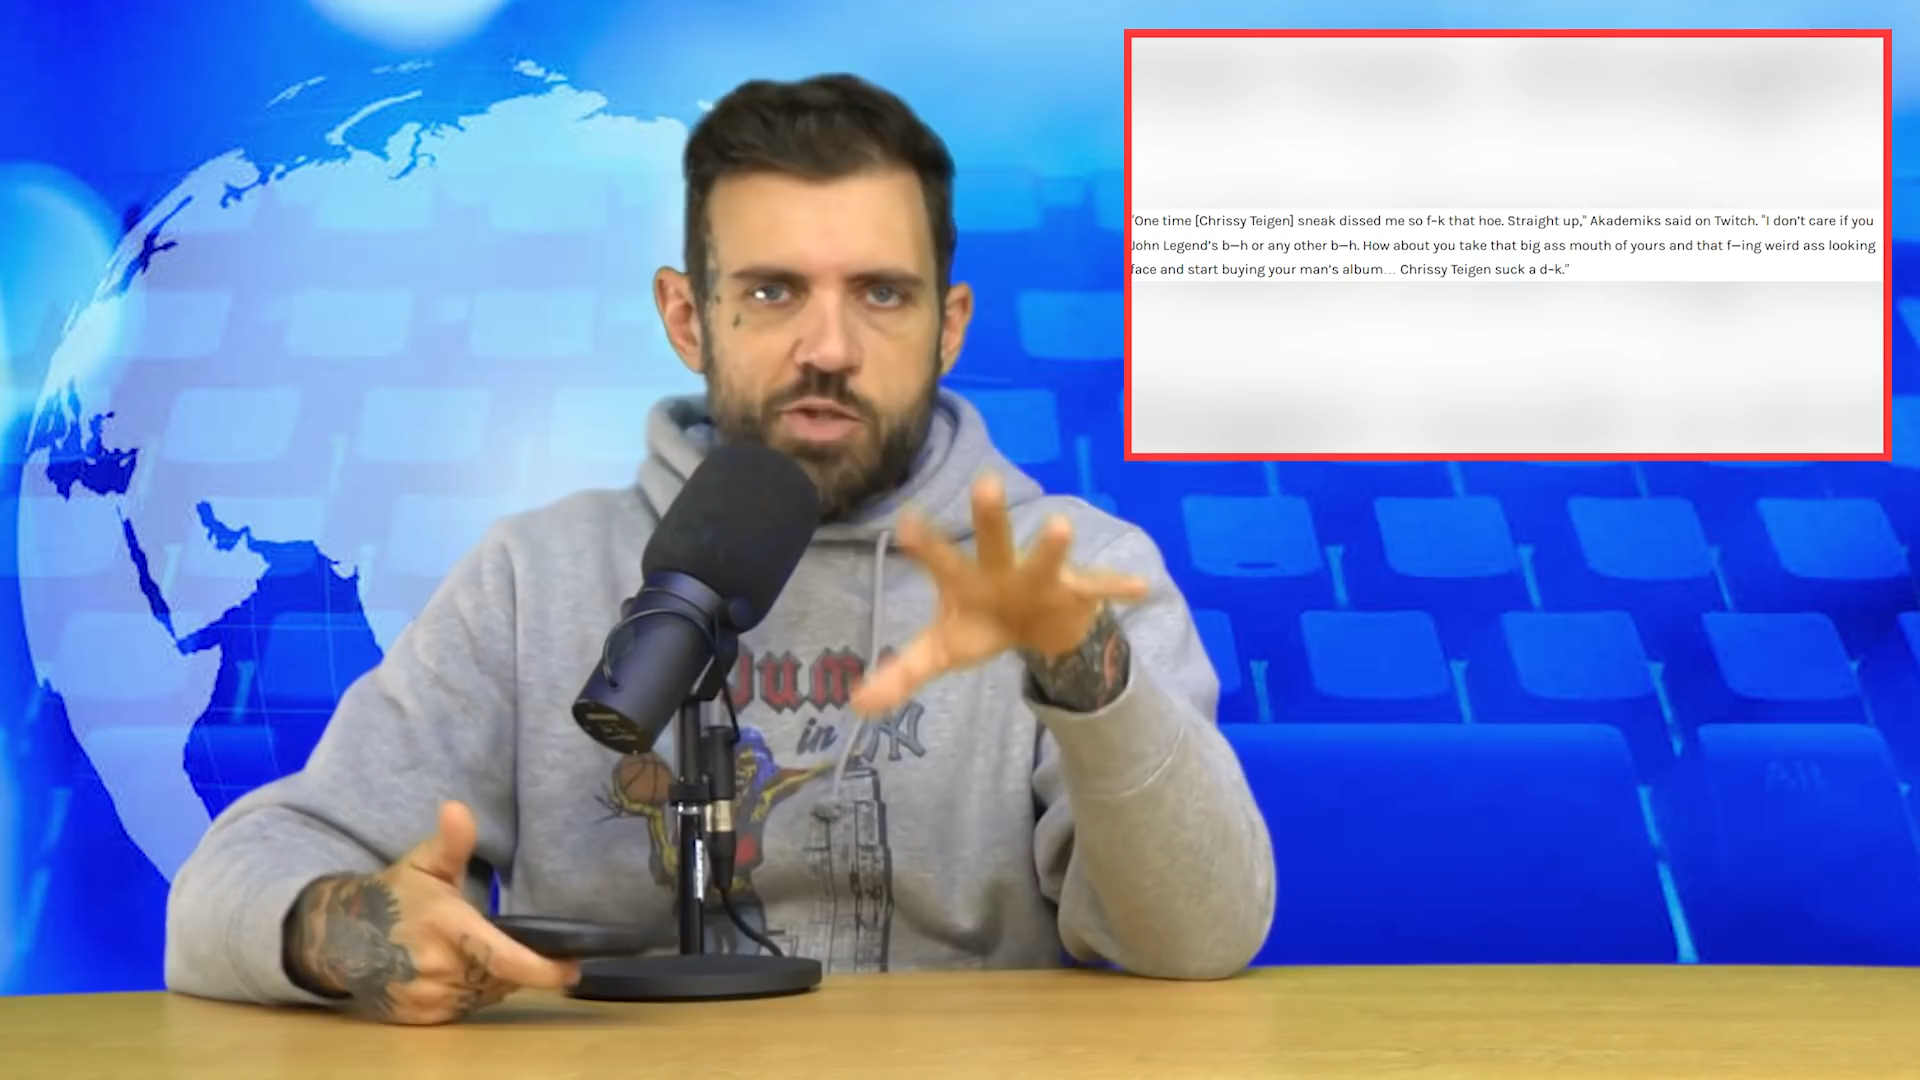 "One time [Chrissy Teigen] sneak dissed me so f-k that hoe. Straight up," Akademiks said on Twitch. "I don't care if you
John Legend's b—h or any other b—h. How about you take that big ass mouth of yours and that f—ing weird ass looking
face and start buying your man's album... Chrissy Teigen suck a d-k."
in NY